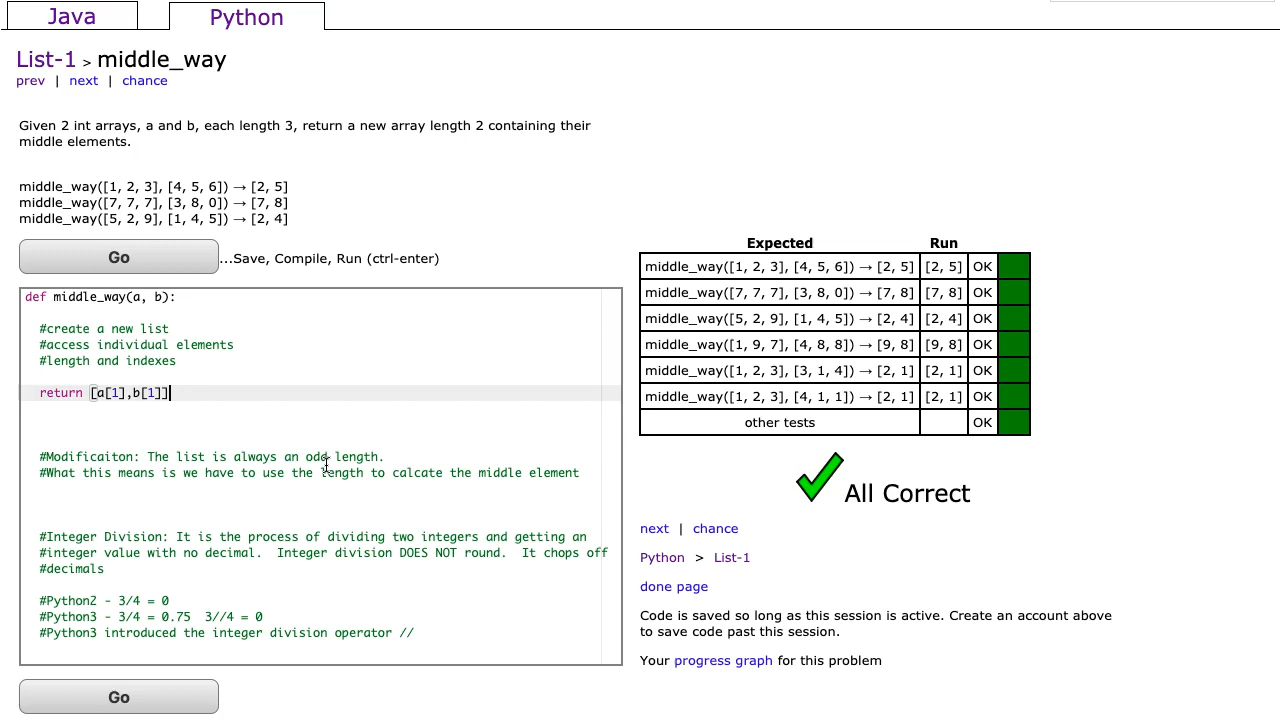 Java Python
List-1 > middle_way
prev | next | chance
Given 2 int arrays, a and b, each length 3, return a new array length 2 containing their
middle elements.
middle_way([1, 2, 3], [4, 5, 6]) → [2, 5]
middle_way([7, 7, 7], [3, 8, 0]) → [7, 8]
middle_way([5, 2, 9], [1, 4, 5]) → [2, 4]
Go ...Save, Compile, Run (ctrl-enter)
def middle_way(a, b):
#create a new list
#access individual elements
#length and indexes
return [a[1],b[1]]
#Modificaiton: The list is always an odd length.
#What this means is we have to use the length to calcate the middle element
#Integer Division: It is the process of dividing two integers and getting an
#integer value with no decimal.  Integer division DOES NOT round.  It chops off
#decimals
#Python2 - 3/4 = 0
#Python3 - 3/4 = 0.75  3//4 = 0
#Python3 introduced the integer division operator //
Go
Expected Run
middle_way([1, 2, 3], [4, 5, 6]) → [2, 5] [2, 5] OK
middle_way([7, 7, 7], [3, 8, 0]) → [7, 8] [7, 8] OK
middle_way([5, 2, 9], [1, 4, 5]) → [2, 4] [2, 4] OK
middle_way([1, 9, 7], [4, 8, 8]) → [9, 8] [9, 8] OK
middle_way([1, 2, 3], [3, 1, 4]) → [2, 1] [2, 1] OK
middle_way([1, 2, 3], [4, 1, 1]) → [2, 1] [2, 1] OK
other tests OK
All Correct
next | chance
Python > List-1
done page
Code is saved so long as this session is active. Create an account above
to save code past this session.
Your progress graph for this problem